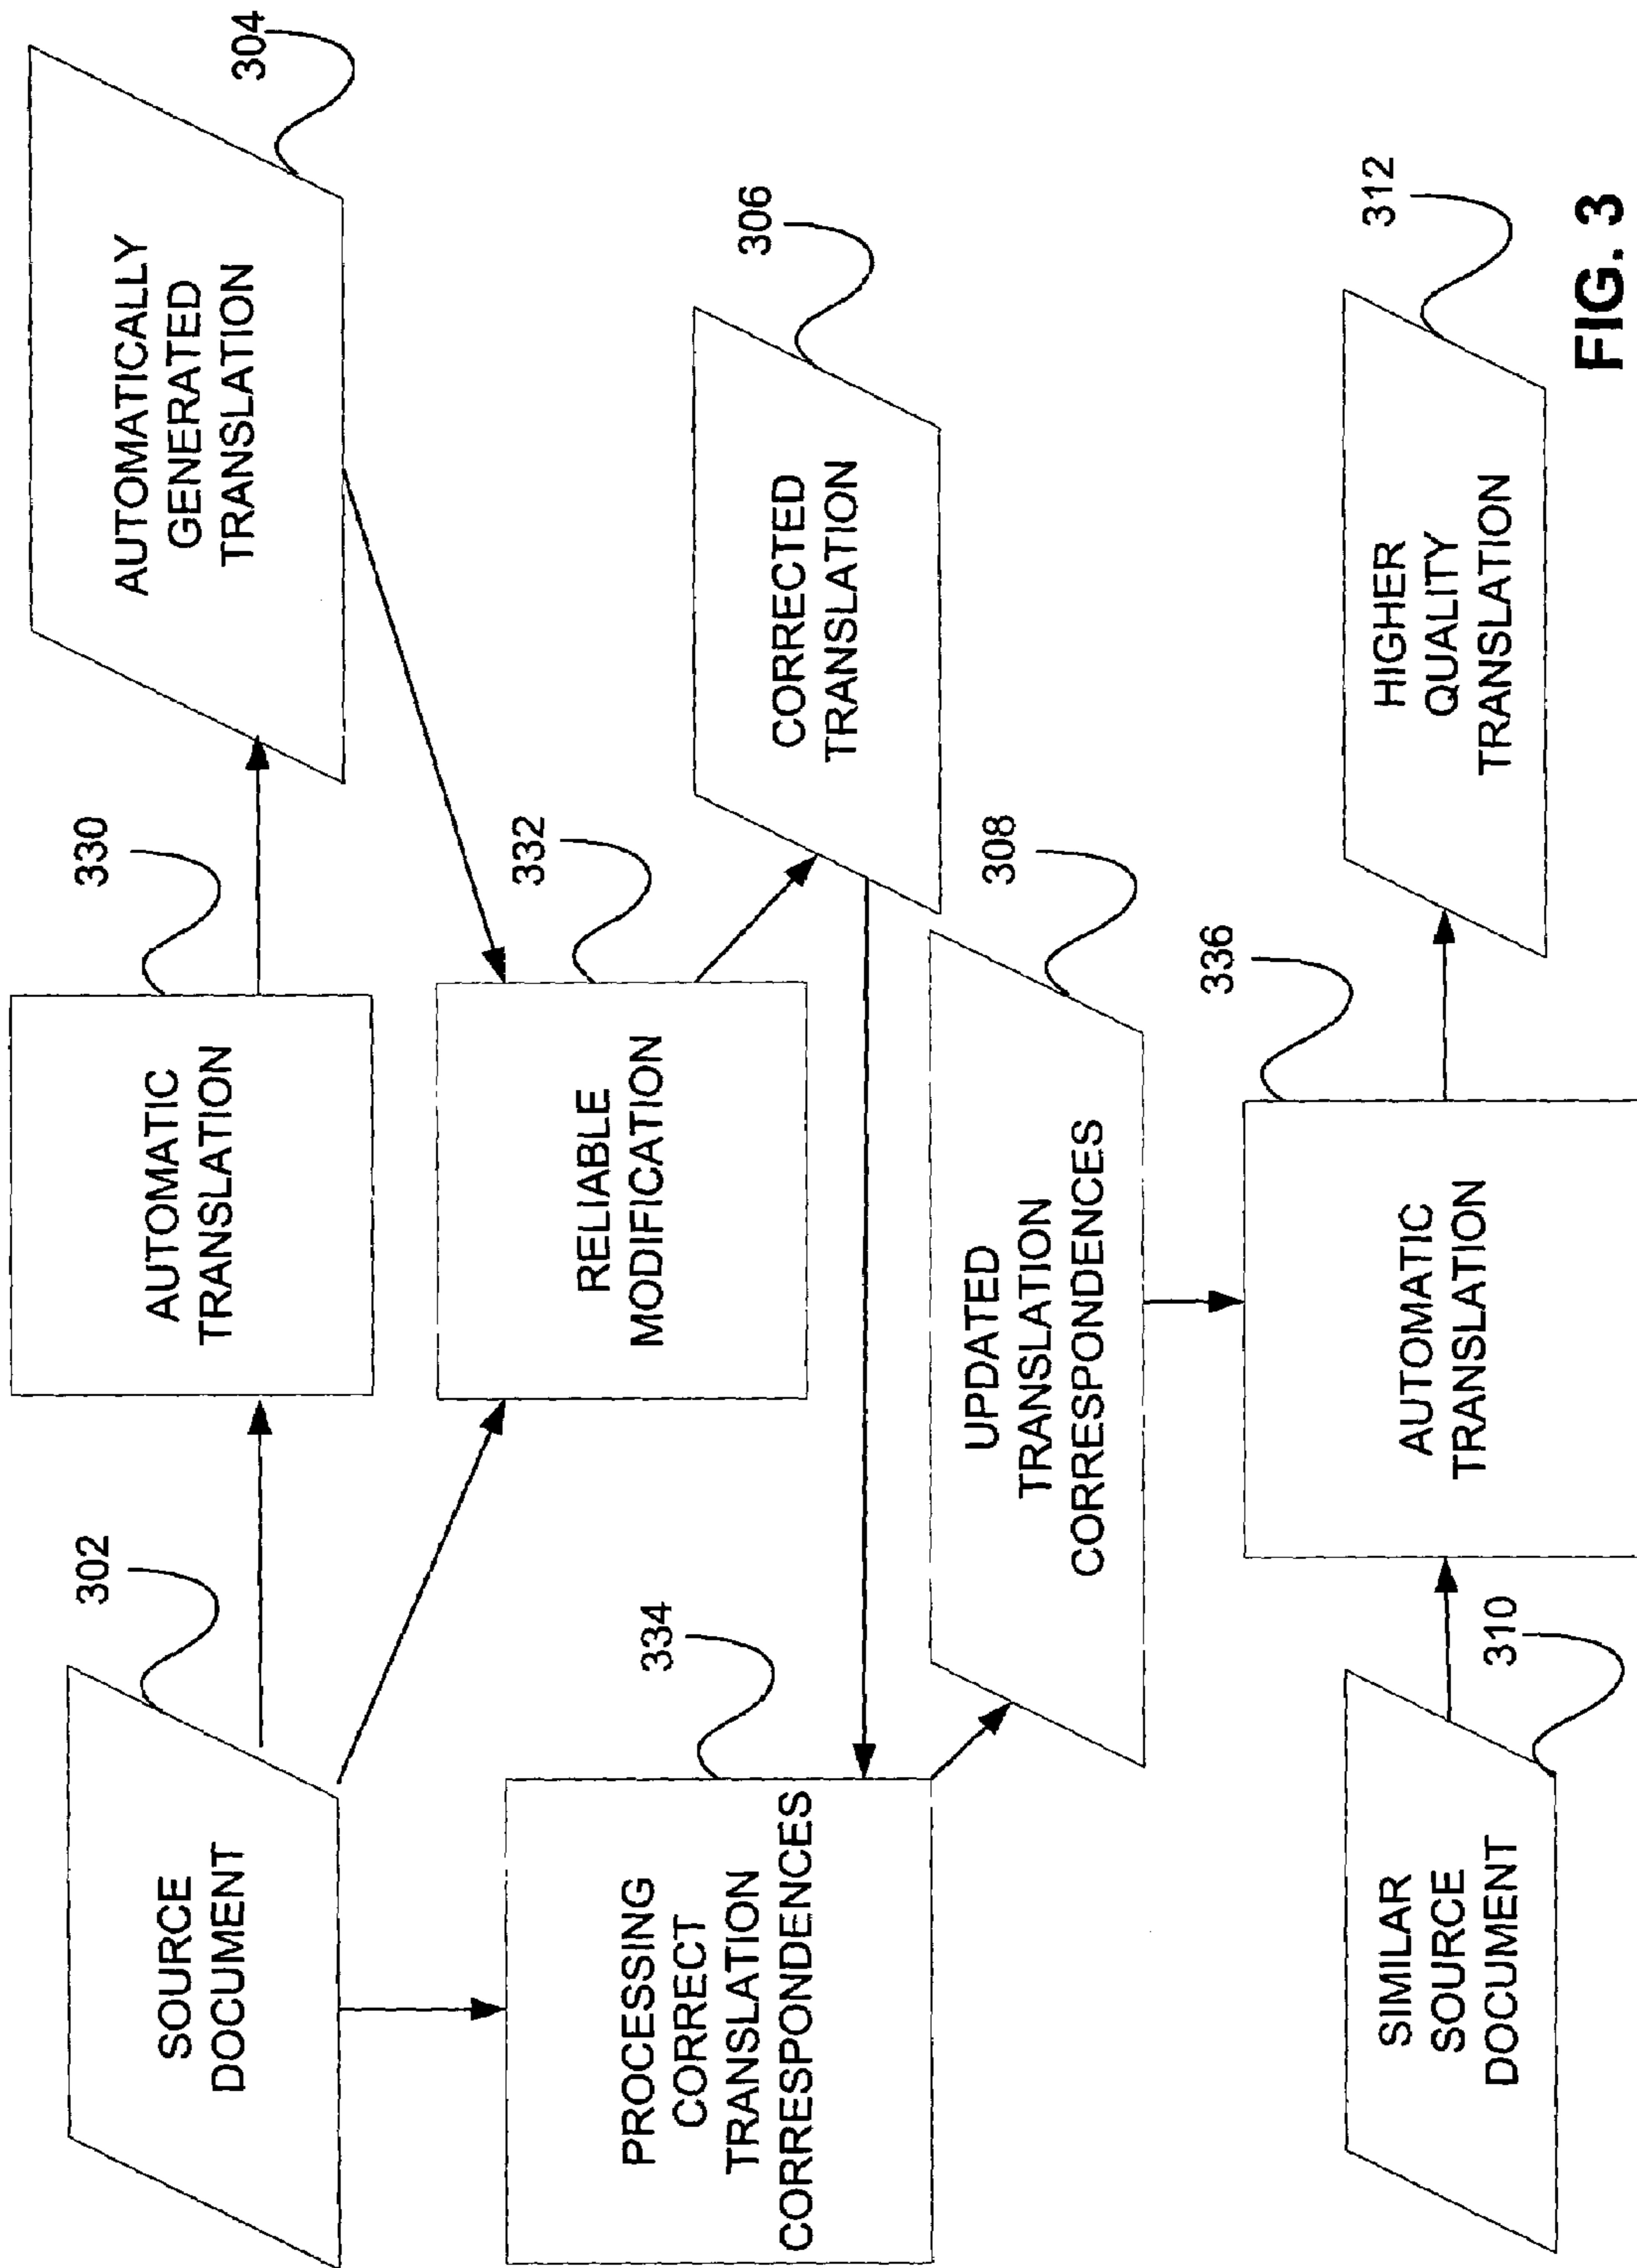 302
SOURCE
DOCUMENT
330
AUTOMATIC
TRANSLATION
304
AUTOMATICALLY
GENERATED
TRANSLATION
332
RELIABLE
MODIFICATION
306
CORRECTED
TRANSLATION
334
PROCESSING
CORRECT
TRANSLATION
CORRESPONDENCES
308
UPDATED
TRANSLATION
CORRESPONDENCES
310
SIMILAR
SOURCE
DOCUMENT
336
AUTOMATIC
TRANSLATION
312
HIGHER
QUALITY
TRANSLATION
FIG. 3